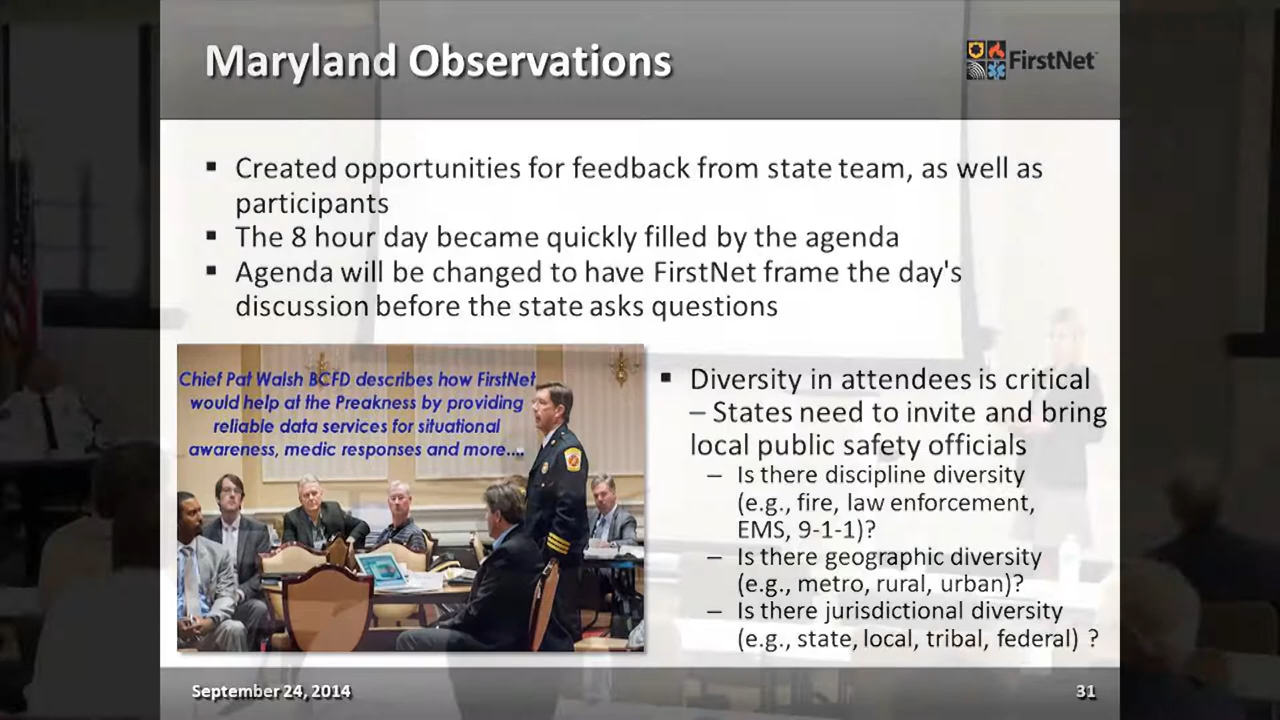 Maryland Observations
FirstNet
▪ Created opportunities for feedback from state team, as well as
participants
▪ The 8 hour day became quickly filled by the agenda
▪ Agenda will be changed to have FirstNet frame the day's
discussion before the state asks questions
Chief Pat Walsh BCFD describes how FirstNet
would help at the Preakness by providing
reliable data services for situational
awareness, medic responses and more....
▪ Diversity in attendees is critical
– States need to invite and bring
local public safety officials
– Is there discipline diversity
(e.g., fire, law enforcement,
EMS, 9-1-1)?
– Is there geographic diversity
(e.g., metro, rural, urban)?
– Is there jurisdictional diversity
(e.g., state, local, tribal, federal) ?
September 24, 2014
31